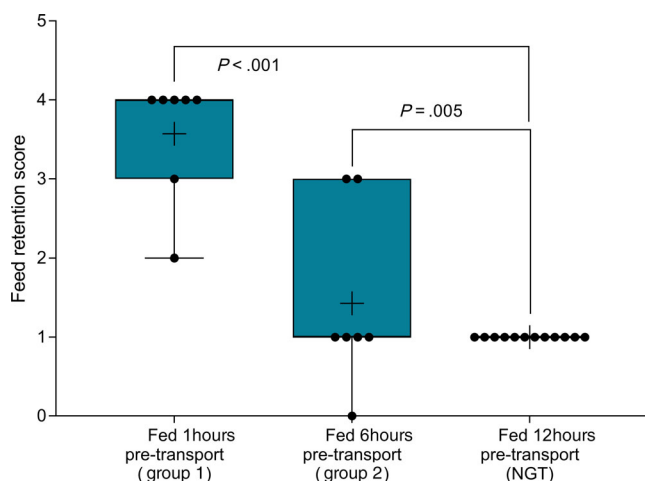 5
P < .001
4
P = .005
3
Feed retention score
2
1
0
Fed 1hours
pre-transport
( group 1 )
Fed 6hours
pre-transport
( group 2 )
Fed 12hours
pre-transport
(NGT)